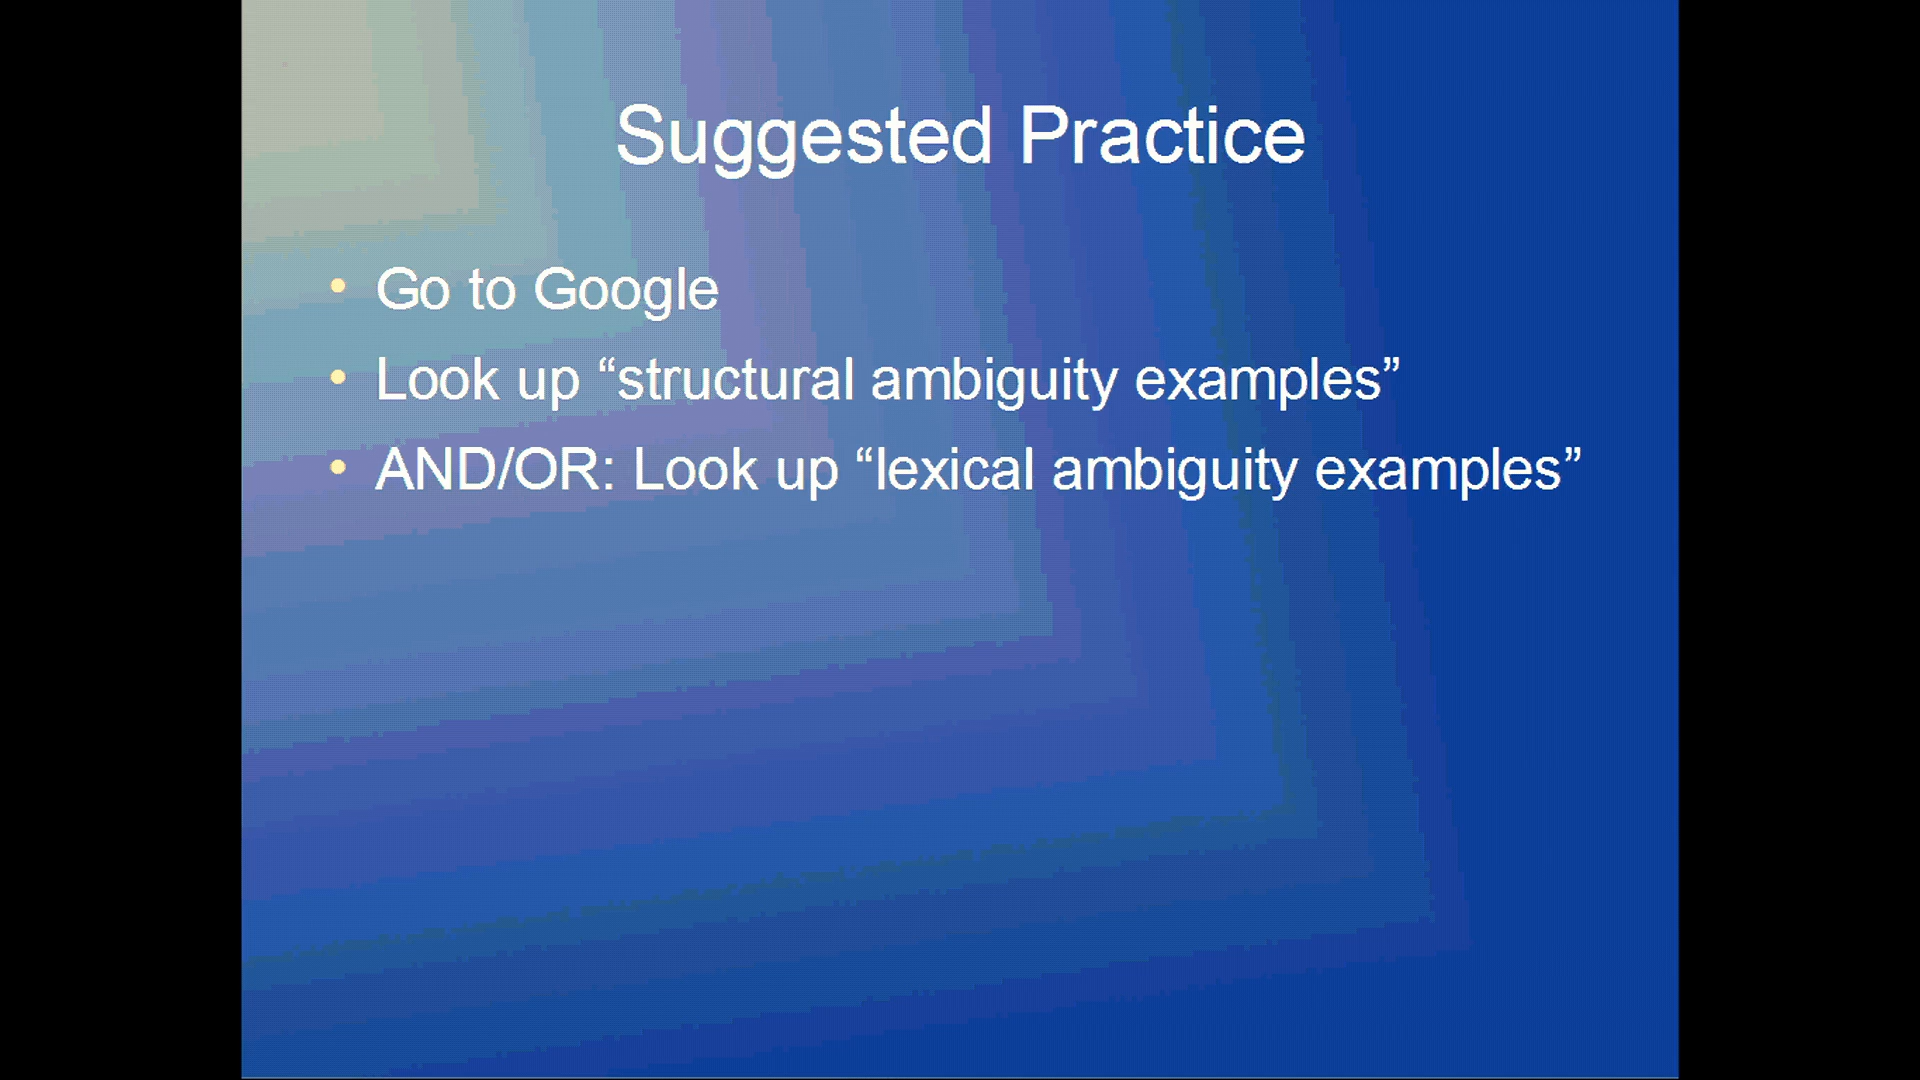 Suggested Practice
• Go to Google
• Look up “structural ambiguity examples”
• AND/OR: Look up “lexical ambiguity examples”